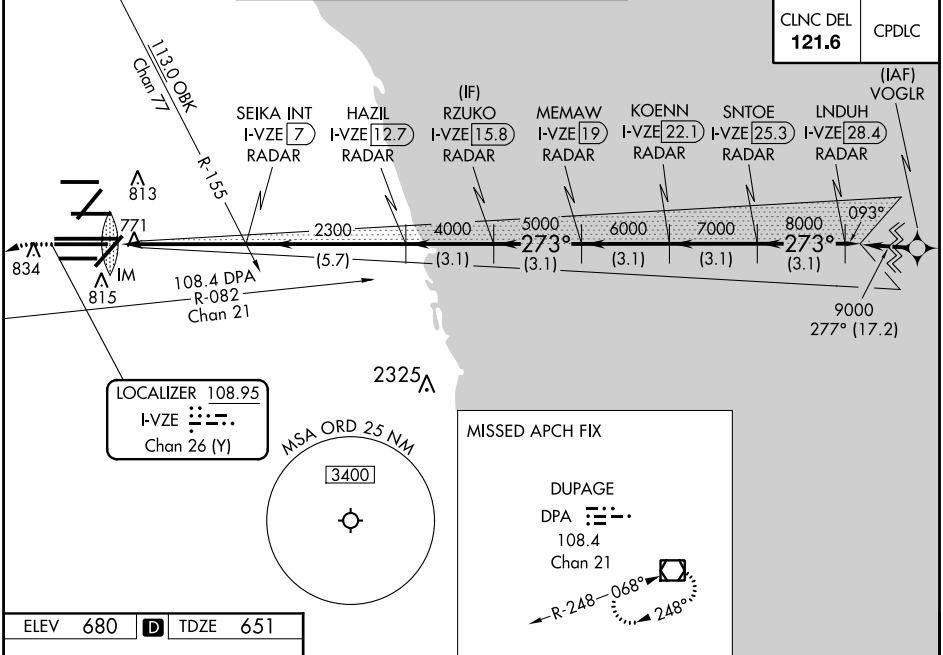 CLNC DEL
121.6
CPDLC
113.0 OBK
Chan 77
R-155
SEIKA INT
I-VZE 7
RADAR
HAZIL
I-VZE 12.7
RADAR
(IF)
RZUKO
I-VZE 15.8
RADAR
MEMAW
I-VZE 19
RADAR
KOENN
I-VZE 22.1
RADAR
SNTOE
I-VZE 25.3
RADAR
LNDUH
I-VZE 28.4
RADAR
(IAF)
VOGLR
813
771
834
815
IM
2300
4000
5000
6000
7000
8000
093°
273°
273°
(5.7)
(3.1)
(3.1)
(3.1)
(3.1)
(3.1)
9000
277° (17.2)
108.4 DPA
R-082
Chan 21
LOCALIZER 108.95
I-VZE
Chan 26 (Y)
2325
MSA ORD 25 NM
3400
MISSED APCH FIX
DUPAGE
DPA
108.4
Chan 21
R-248
068°
248°
ELEV 680 D TDZE 651